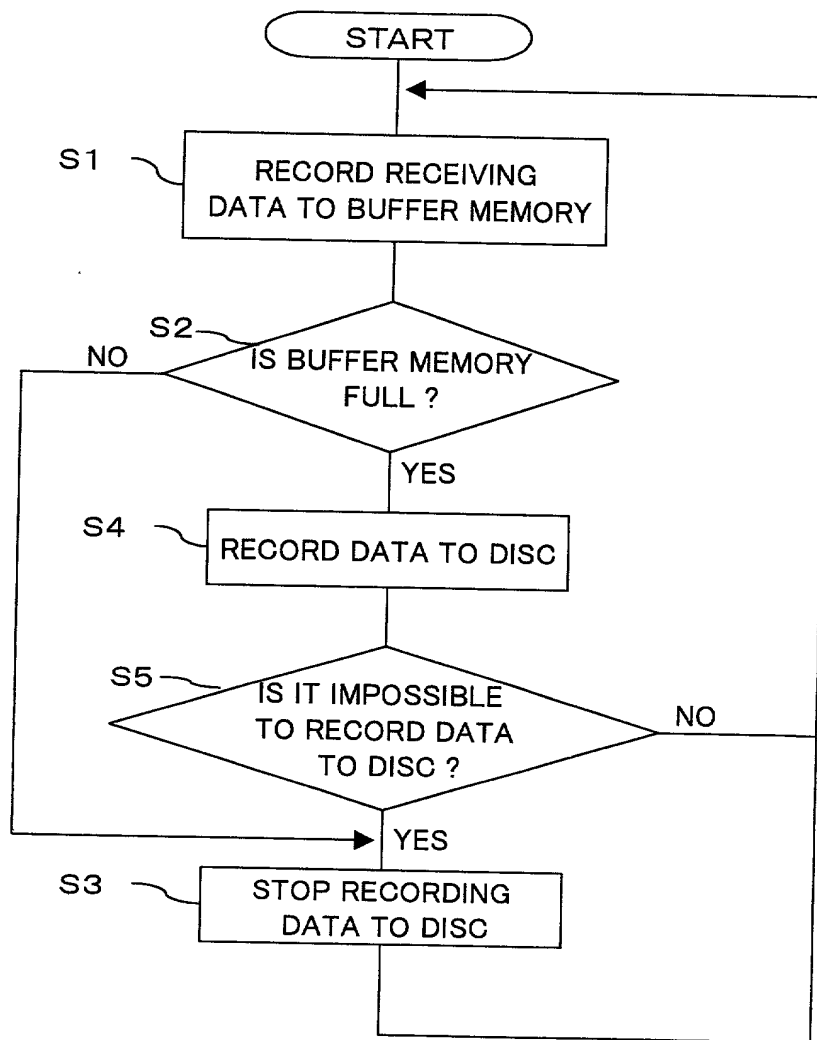 START
S1
RECORD RECEIVING
DATA TO BUFFER MEMORY
S2
NO
IS BUFFER MEMORY
FULL ?
YES
S4
RECORD DATA TO DISC
S5
IS IT IMPOSSIBLE
TO RECORD DATA
TO DISC ?
NO
YES
S3
STOP RECORDING
DATA TO DISC